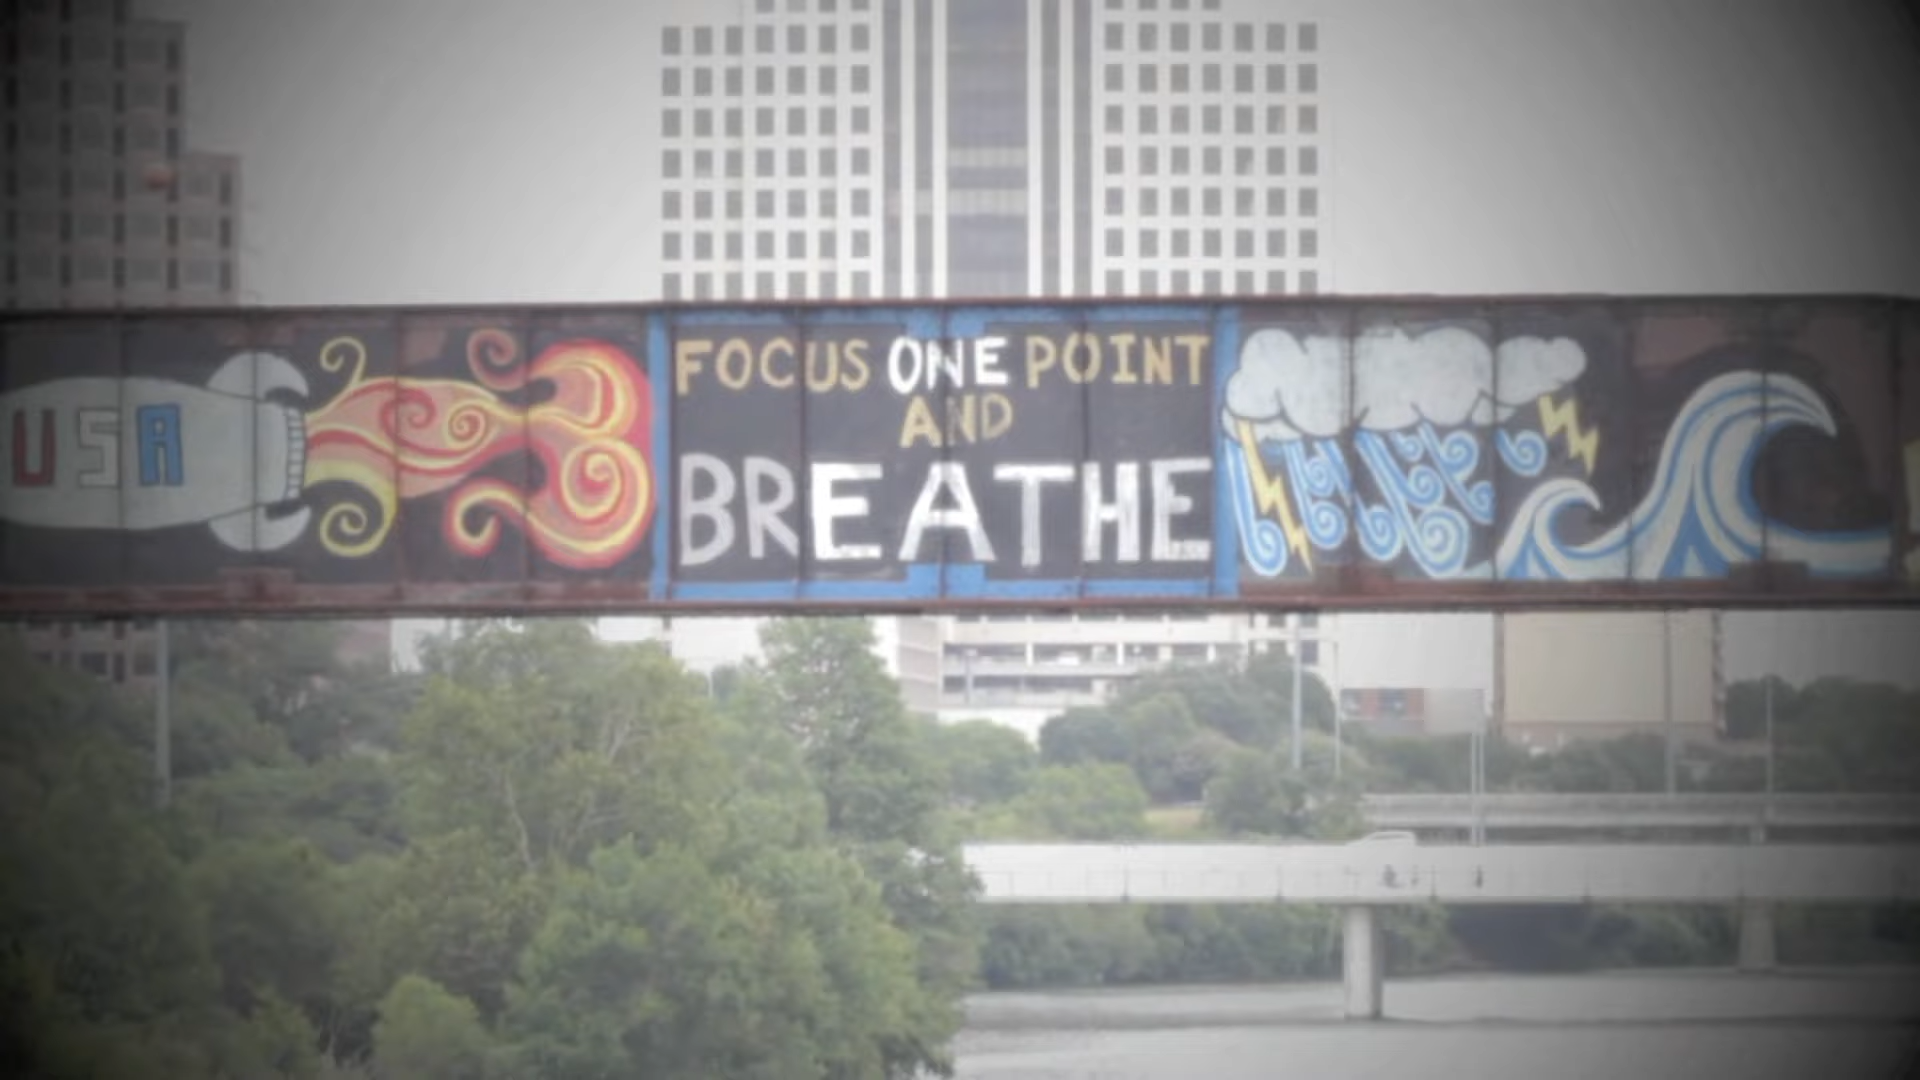 USA
FOCUS ONE POINT
AND
BREATHE